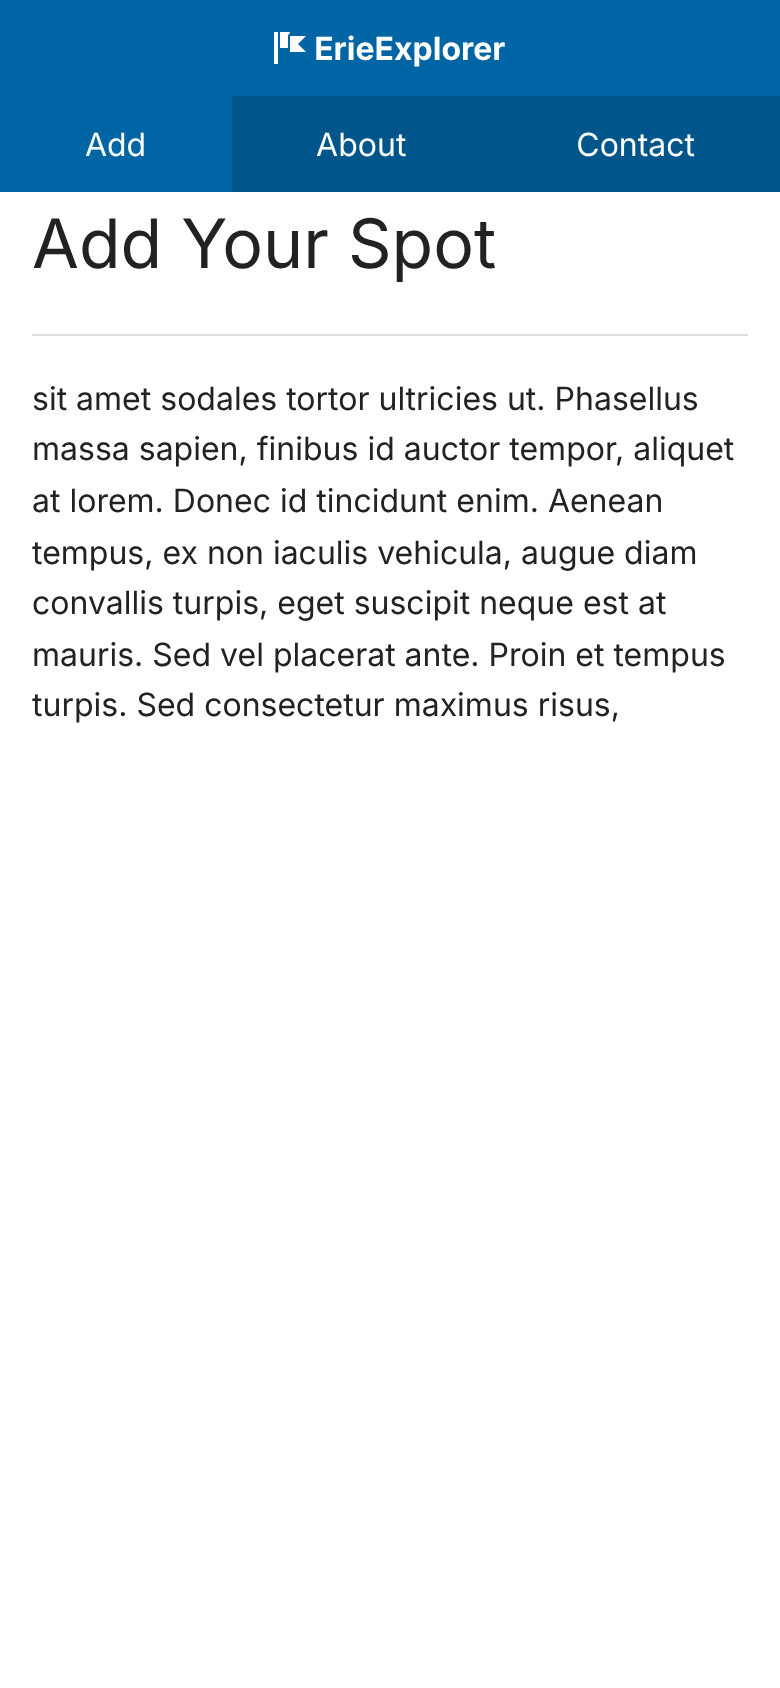 ErieExplorer
Add About Contact
Add Your Spot
sit amet sodales tortor ultricies ut. Phasellus
massa sapien, finibus id auctor tempor, aliquet
at lorem. Donec id tincidunt enim. Aenean
tempus, ex non iaculis vehicula, augue diam
convallis turpis, eget suscipit neque est at
mauris. Sed vel placerat ante. Proin et tempus
turpis. Sed consectetur maximus risus,